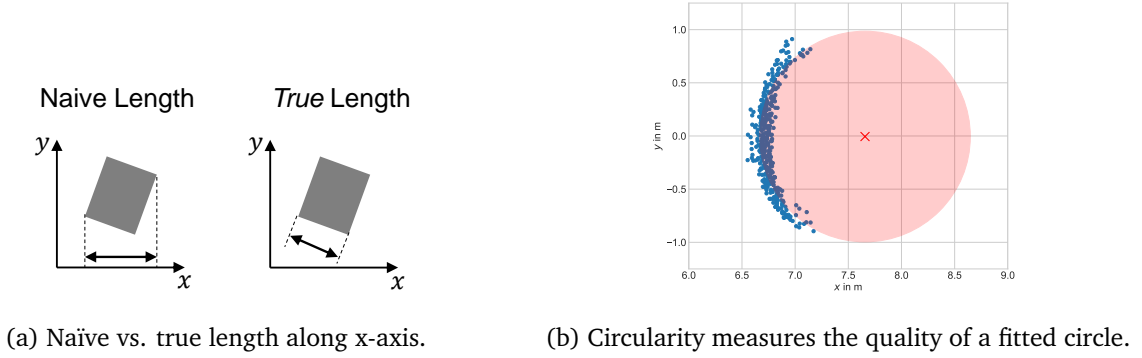 Naive Length
True Length
y
x
y
x
1.0
0.5
0.0
−0.5
−1.0
y in m
6.0 6.5 7.0 7.5 8.0 8.5 9.0
x in m
(a) Naïve vs. true length along x-axis.
(b) Circularity measures the quality of a fitted circle.